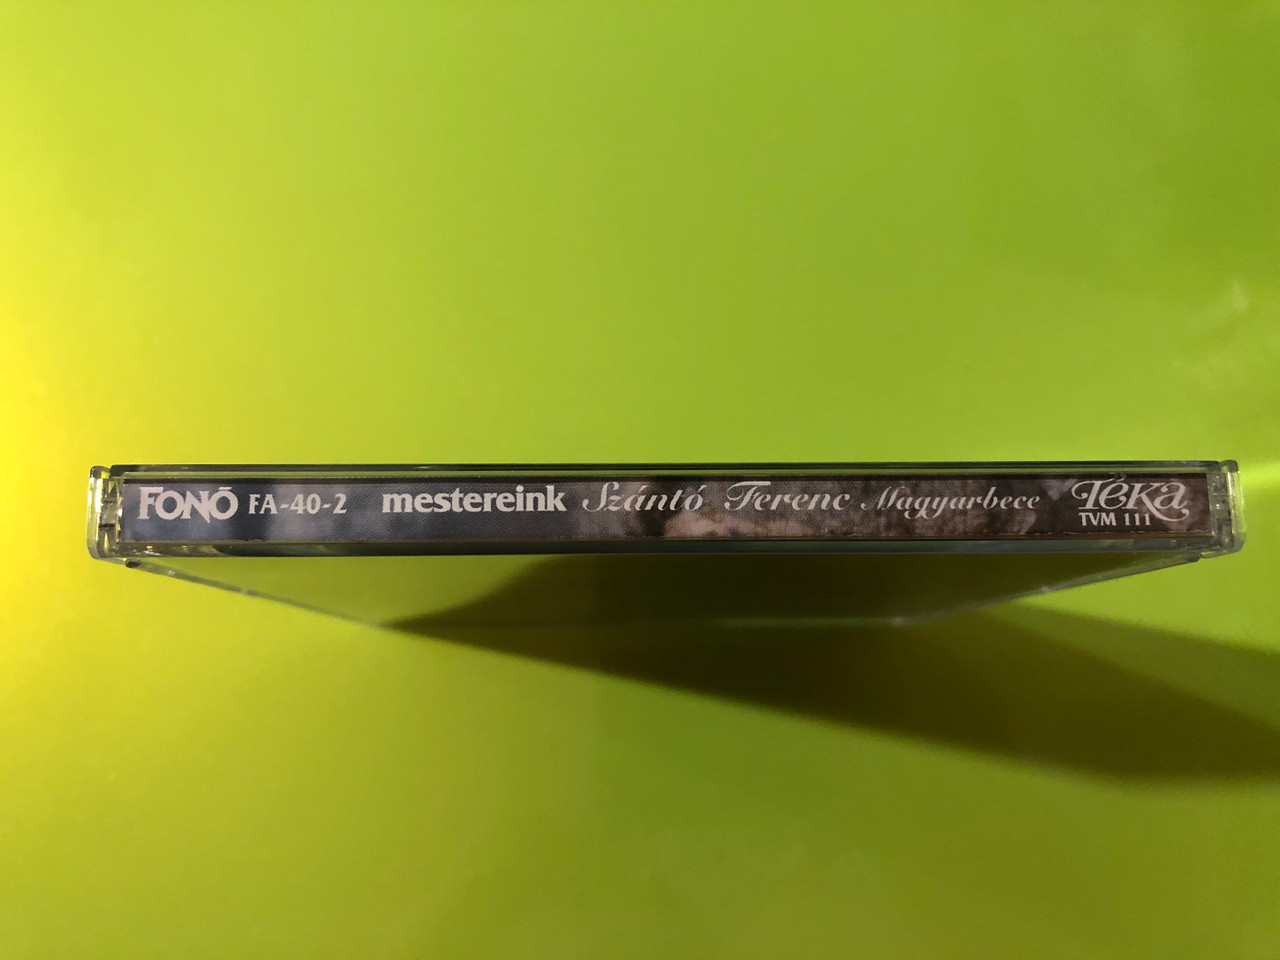 FONÓ FA-40-2 mestereink Szántó Ferenc Magyarbece Téka
TVM 111